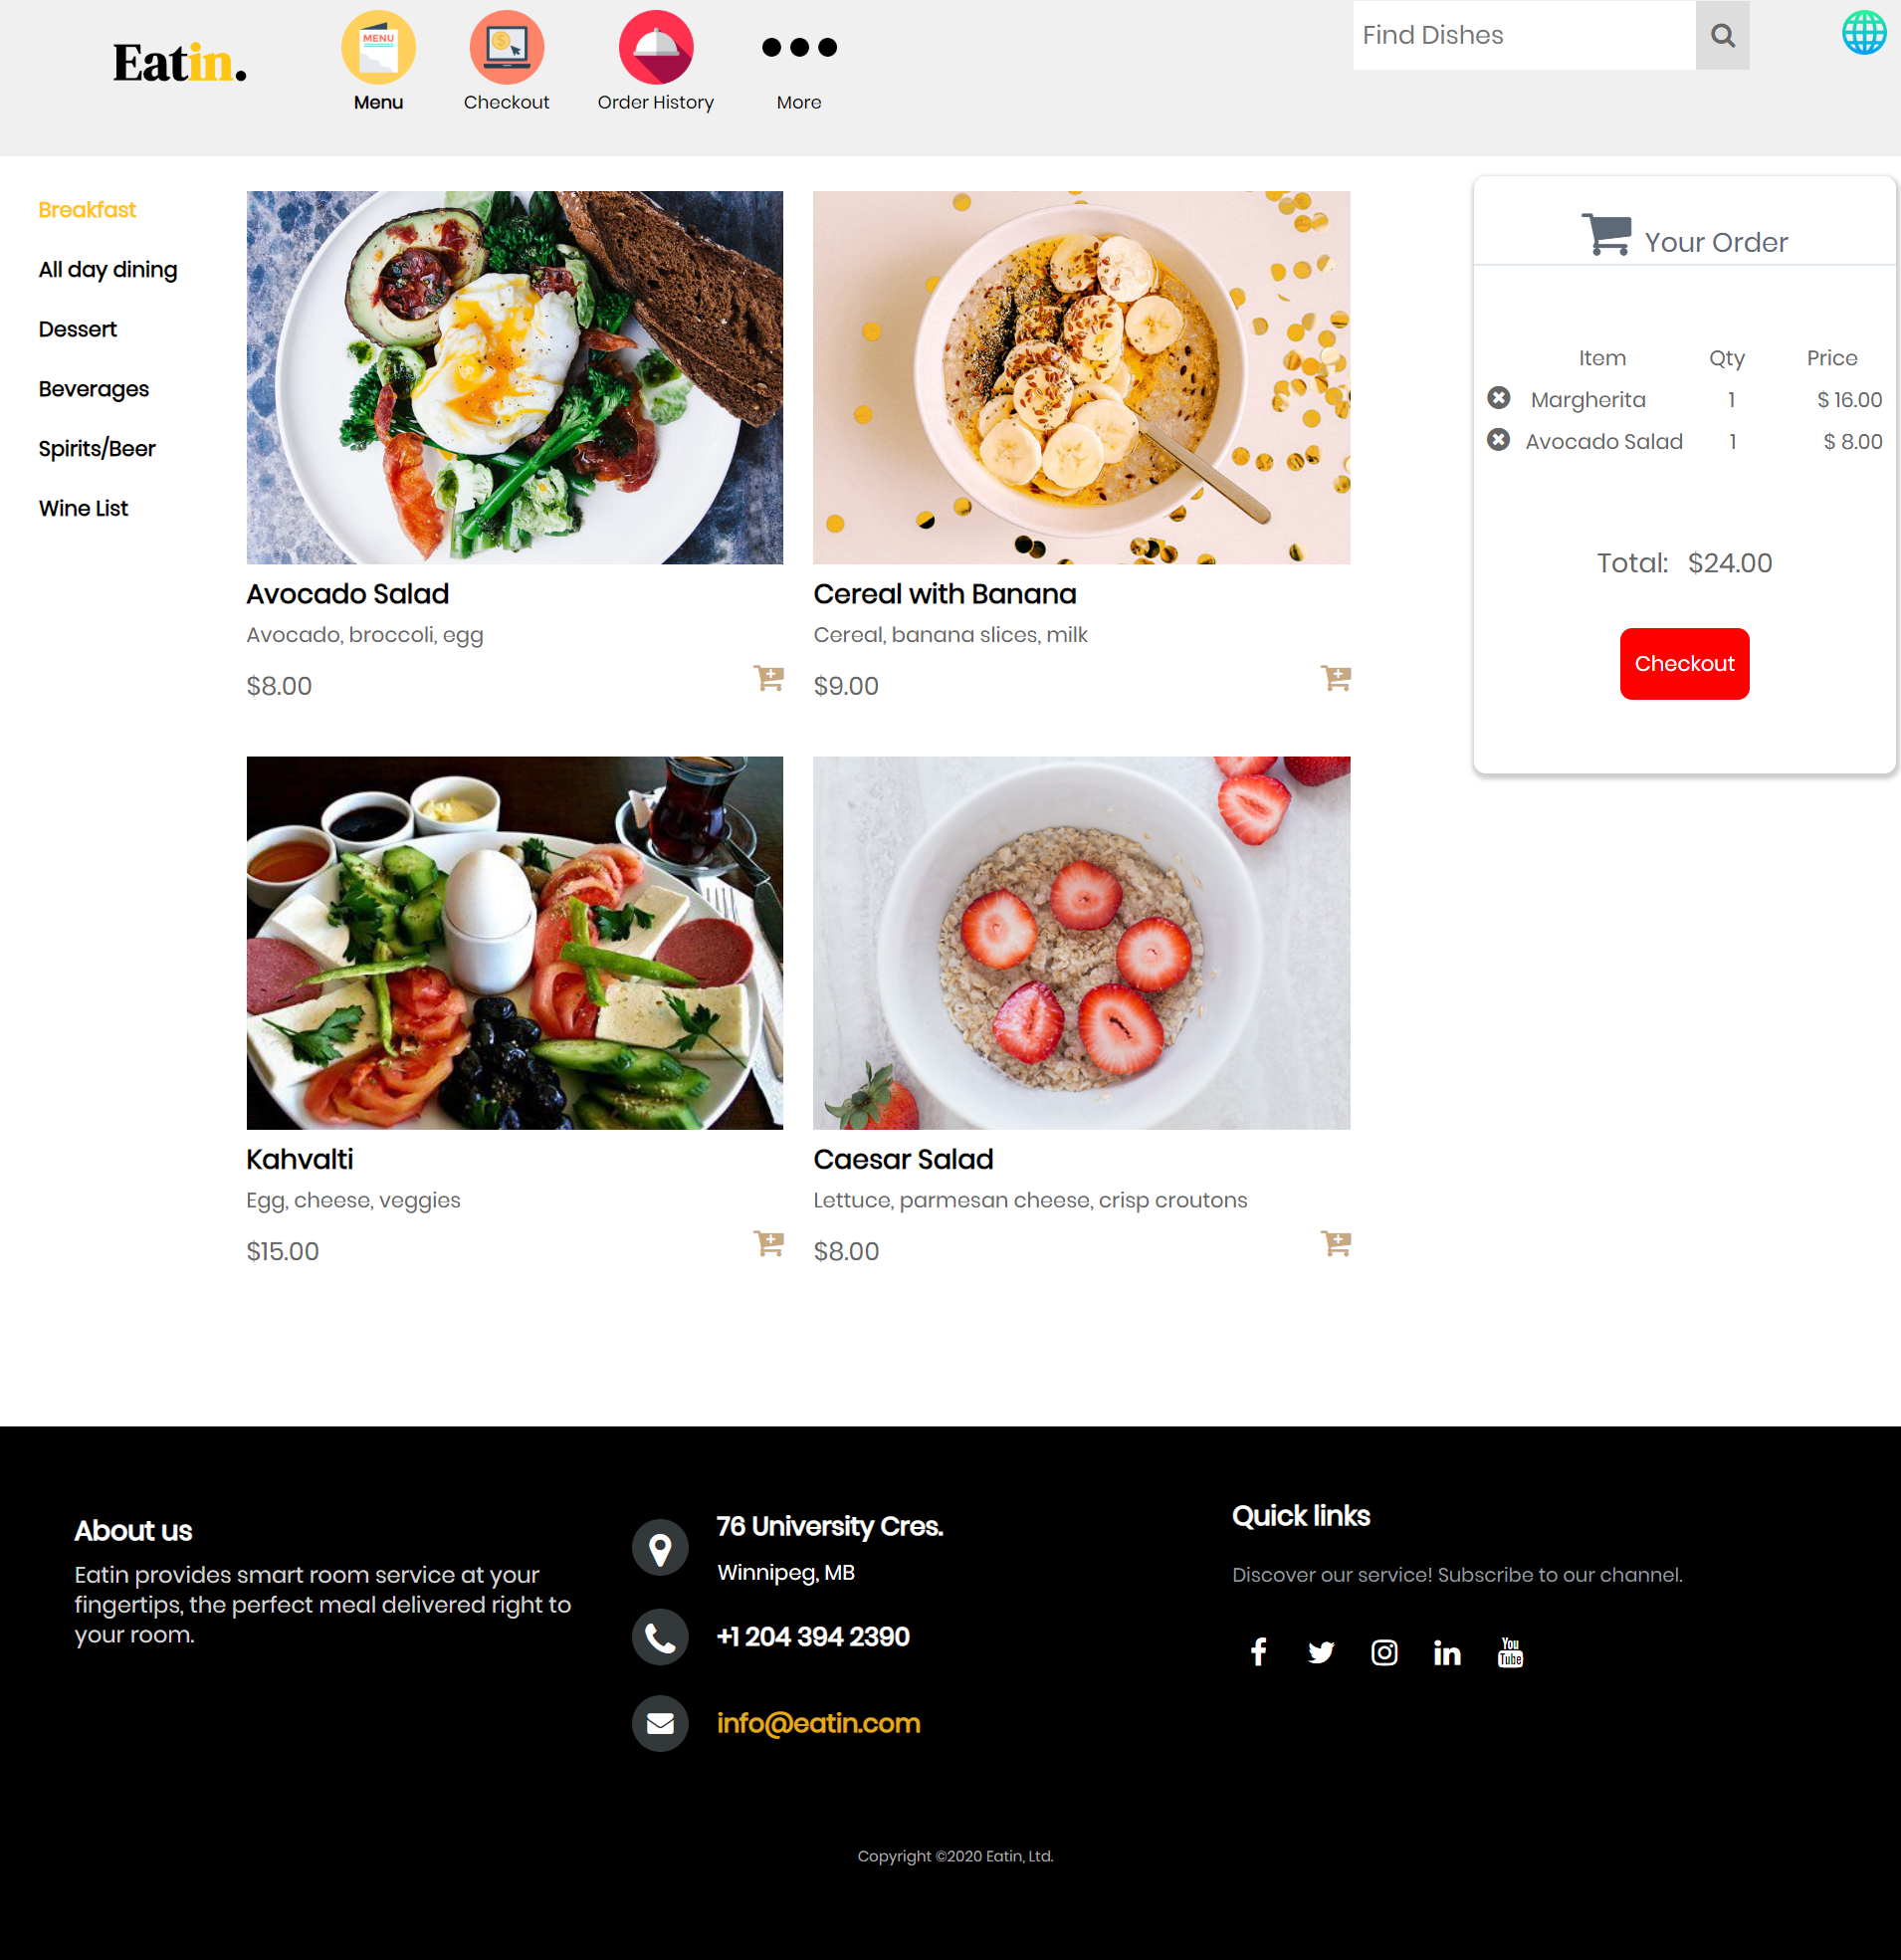 Eatin.
MENU
Menu
Checkout
Order History
More
Find Dishes
Breakfast
All day dining
Dessert
Beverages
Spirits/Beer
Wine List
Avocado Salad
Avocado, broccoli, egg
$8.00
Cereal with Banana
Cereal, banana slices, milk
$9.00
Kahvalti
Egg, cheese, veggies
$15.00
Caesar Salad
Lettuce, parmesan cheese, crisp croutons
$8.00
Your Order
Item Qty Price
Margherita 1 $ 16.00
Avocado Salad 1 $ 8.00
Total: $24.00
Checkout
About us
Eatin provides smart room service at your
fingertips, the perfect meal delivered right to
your room.
76 University Cres.
Winnipeg, MB
+1 204 394 2390
info@eatin.com
Quick links
Discover our service! Subscribe to our channel.
You
Tube
Copyright ©2020 Eatin, Ltd.